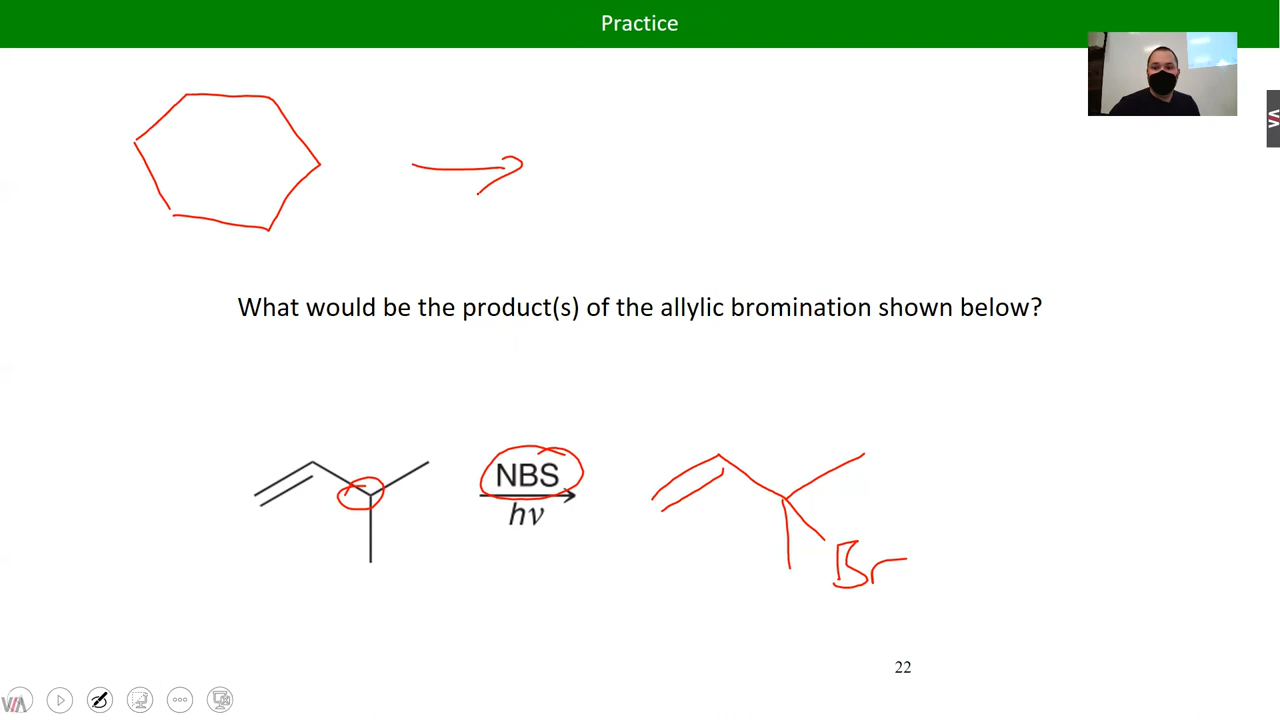 Practice
What would be the product(s) of the allylic bromination shown below?
NBS
hν
Br
22